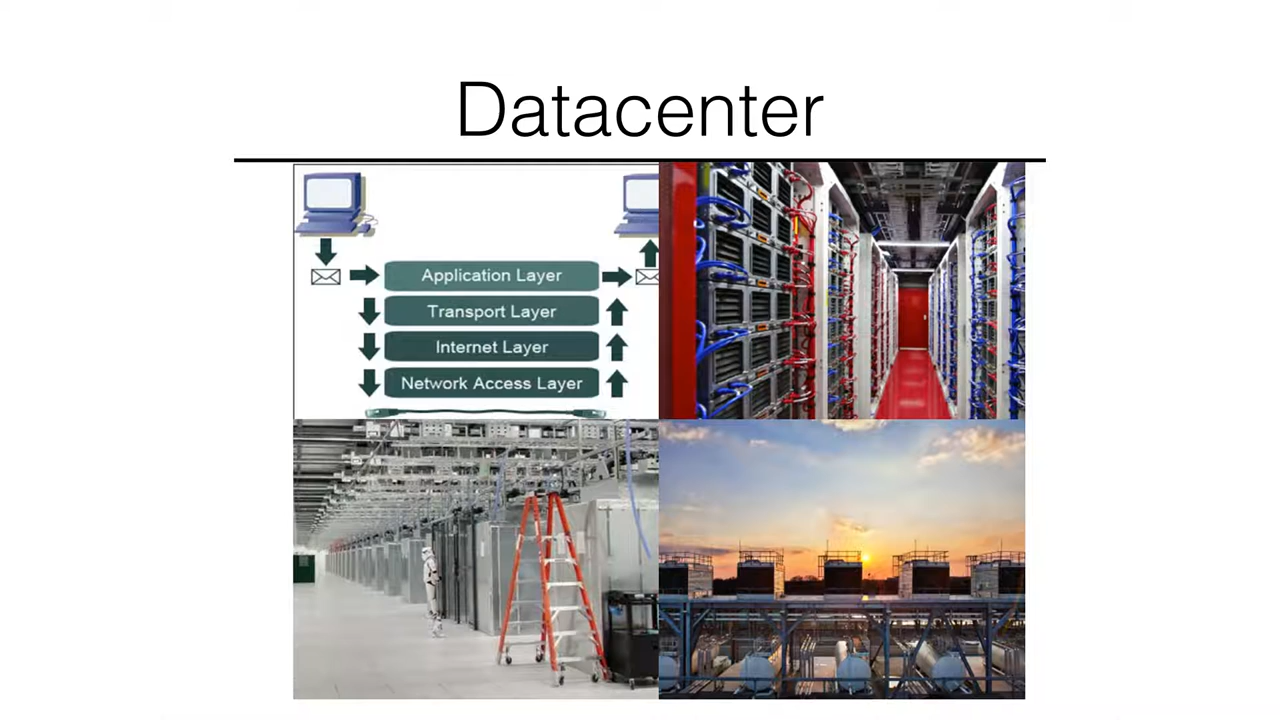 Datacenter
Application Layer
Transport Layer
Internet Layer
Network Access Layer